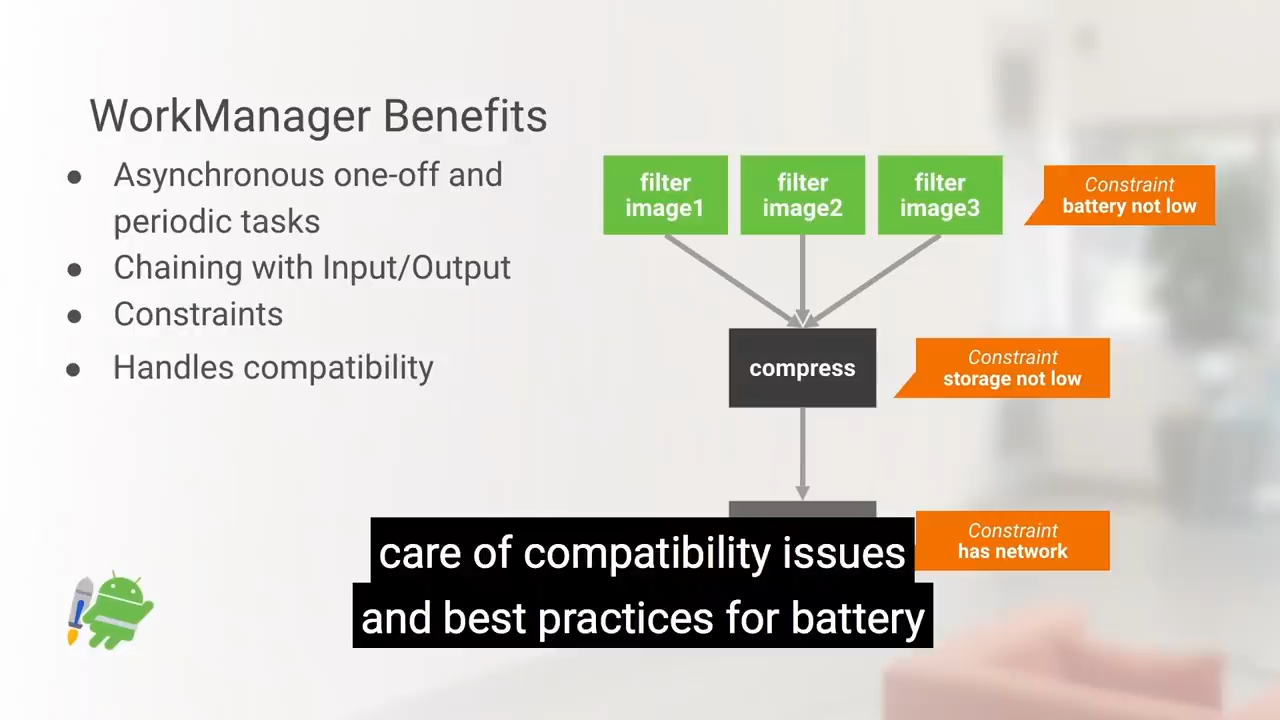 WorkManager Benefits
● Asynchronous one-off and
periodic tasks
● Chaining with Input/Output
● Constraints
● Handles compatibility
filter
image1
filter
image2
filter
image3
Constraint
battery not low
compress
Constraint
storage not low
Constraint
has network
care of compatibility issues
and best practices for battery